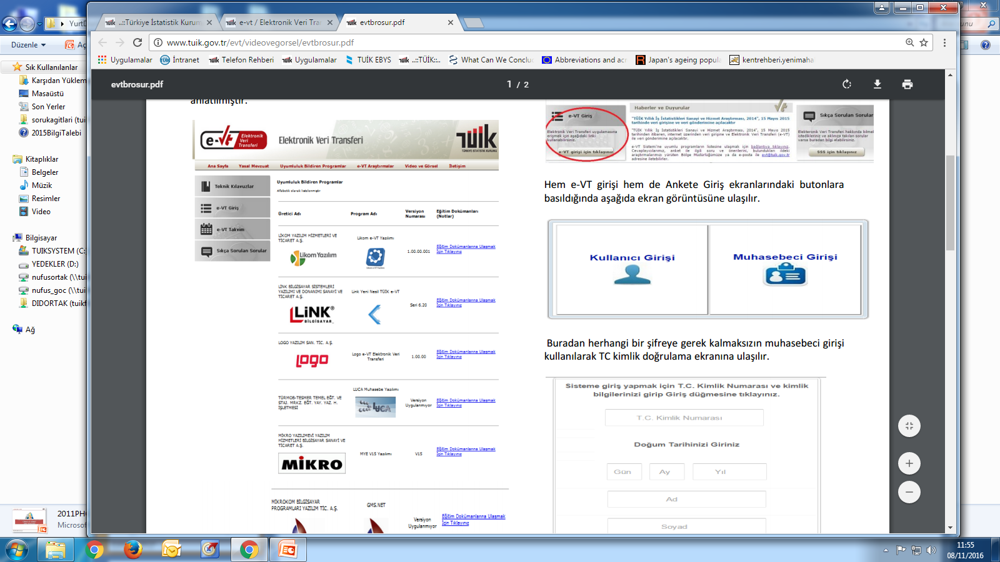 ..::Türkiye İstatistik Kurum
e-vt / Elektronik Veri Tran
evtbrosur.pdf
www.tuik.gov.tr/evt/videovegorsel/evtbrosur.pdf
Uygulamalar
İntranet
Telefon Rehberi
Uygulamalar
TUİK EBYS
..::TÜİK::..
What Can We Conclu
Abbreviations and acr
Japan's ageing popula
kentrehberi.yenimaha
YurtD
Düzenle
Aç
Sık Kullanılanlar
Karşıdan Yüklem
Masaüstü
Son Yerler
sorukagitlari (tui
2015BilgiTalebi
Kitaplıklar
Belgeler
Müzik
Resimler
Video
Bilgisayar
TUIKSYSTEM (C:
YEDEKLER (D:)
nufusortak (\\tui
nufus_goc (\\tui
DIDORTAK (tuikf
Ağ
2011PH
Microsof
evtbrosur.pdf
1 / 2
anlatılmıştır.
e-VT Elektronik Veri Transferi
Elektronik Veri Transferi
TUİK
TÜRKİYE İSTATİSTİK KURUMU
Ana Sayfa Yasal Mevzuat Uyumluluk Bildiren Programlar e-VT Araştırmalar Video ve Görsel İletişim
Teknik Kılavuzlar
e-VT Giriş
e-VT Takvim
Sıkça Sorulan Sorular
Uyumluluk Bildiren Programlar
Alfabetik olarak listelenmiştir
Üretici Adı
Program Adı
Versiyon Numarası
Eğitim Dokümanları (Notlar)
LİKOM YAZILIM HİZMETLERİ VE
TİCARET A.Ş.
Likom Yazılım
Likom e-VT Yazılımı
1.00.00.001
Eğitim Dokümanlarına Ulaşmak
İçin Tıklayınız
LİNK BİLGİSAYAR SİSTEMLERİ
YAZILIMI VE DONANIMI SANAYİ VE
TİCARET A.Ş.
LiNK
BİLGİSAYAR
Link Yeni Nesil TÜİK e-VT
Seri 6.20
Eğitim Dokümanlarına Ulaşmak
İçin Tıklayınız
LOGO YAZILIM SAN. TİC. A.Ş.
LOGO
Logo e-VT Elektronik Veri
Transferi
1.00.00
Eğitim Dokümanlarına Ulaşmak
İçin Tıklayınız
TÜRMOB-TESMER TEMEL EĞT. VE
STAJ. MRKZ. EĞT. YAY. YAZ. H.
İŞLETMESİ
LUCA Muhasebe Yazılımı
LUCA
Versiyon
Uygulanmıyor
Eğitim Dokümanlarına Ulaşmak
İçin Tıklayınız
MİKRO YAZILIMEVİ YAZILIM
HİZMETLERİ BİLGİSAYAR SANAYİ VE
TİCARET A.Ş.
MİKRO
MYE V15 Yazılımı
V15
Eğitim Dokümanlarına Ulaşmak
İçin Tıklayınız
MİKROKOM BİLGİSAYAR
PROGRAMLARI YAZILIM TİC. A.Ş.
GMS.NET
Versiyon
Uygulanmıyor
Eğitim Dokümanlarına Ulaşmak
İçin Tıklayınız
e-VT Giriş
Elektronik Veri Transferi uygulamasına
erişmek için aşağıdaki linki
kullanabilirsiniz.
e-VT girişi için tıklayınız
Haberler ve Duyurular
"TÜİK Yıllık İş İstatistikleri Sanayi ve Hizmet Araştırması, 2014", 15 Mayıs 2015
tarihinde veri girişine ve veri gönderimine açılacaktır
"TÜİK Yıllık İş İstatistikleri Sanayi ve Hizmet Araştırması, 2014", 15 Mayıs 2015
tarihinden itibaren, internet üzerinden veri girişine ve Elektronik Veri Transferi (e-VT)
ile veri gönderimine açılacaktır.
e-VT Sistemi'ne uyumlu programların listesine ulaşmak için bağlantıya tıklayınız.
Cevaplayıcılarımız, anket ile ilgili soru ve önerilerini, bulundukları ildeki
araştırmalarımızı yürüten Bölge Müdürlüğümüze ya da e-posta ile evt@tuik.gov.tr
adresine iletebilirler.
Sıkça Sorulan Sorular
Elekteronik Veri Transferi hakkında bilmek
istedikleriniz ve aklınıza takılan sorular
varsa buradan bilgi alabilirsiniz.
SSS için tıklayınız
Hem e-VT girişi hem de Ankete Giriş ekranlarındaki butonlara
basıldığında aşağıda ekran görüntüsüne ulaşılır.
Kullanıcı Girişi
Muhasebeci Girişi
Buradan herhangi bir şifreye gerek kalmaksızın muhasebeci girişi
kullanılarak TC kimlik doğrulama ekranına ulaşılır.
Sisteme giriş yapmak için T.C. Kimlik Numarası ve kimlik
bilgilerinizi girip Giriş düğmesine tıklayınız.
T.C. Kimlik Numarası
Doğum Tarihinizi Giriniz
Gün Ay Yıl
Ad
Soyad
11:55
08/11/2016